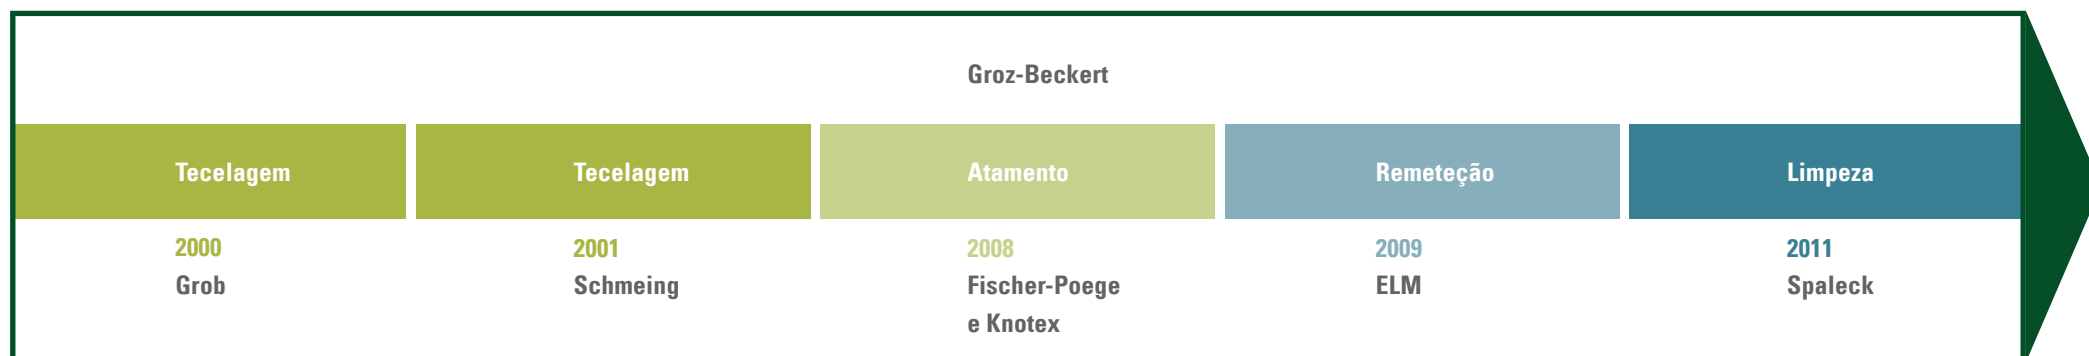 Groz-Beckert
Tecelagem
Tecelagem
Atamento
Remeteção
Limpeza
2000
Grob
2001
Schmeing
2008
Fischer-Poege
e Knotex
2009
ELM
2011
Spaleck